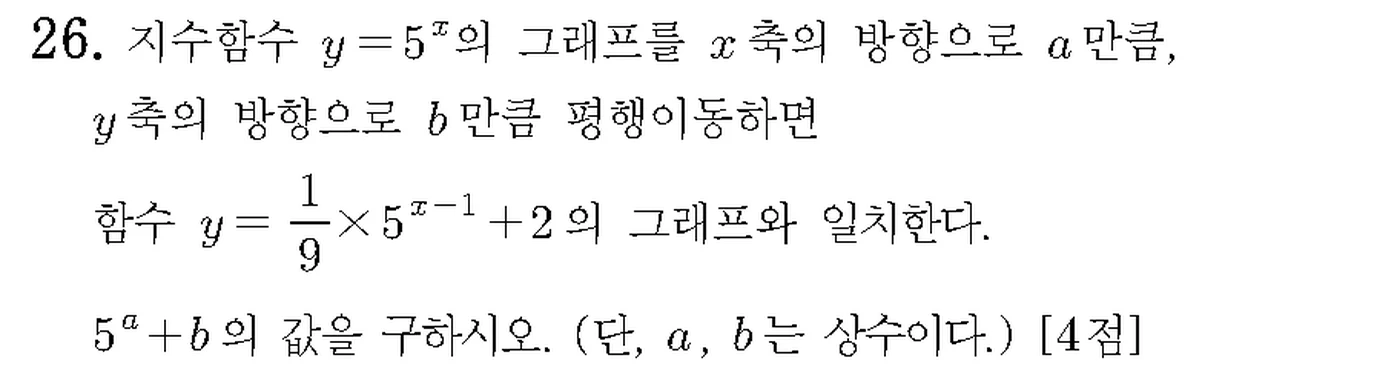 26. 지수함수 y=5^x의 그래프를 x축의 방향으로 a만큼,
y축의 방향으로 b만큼 평행이동하면
함수 y= 1/9 ×5^{x-1}+2의 그래프와 일치한다.
5^a+b의 값을 구하시오. (단, a, b는 상수이다.) [4점]